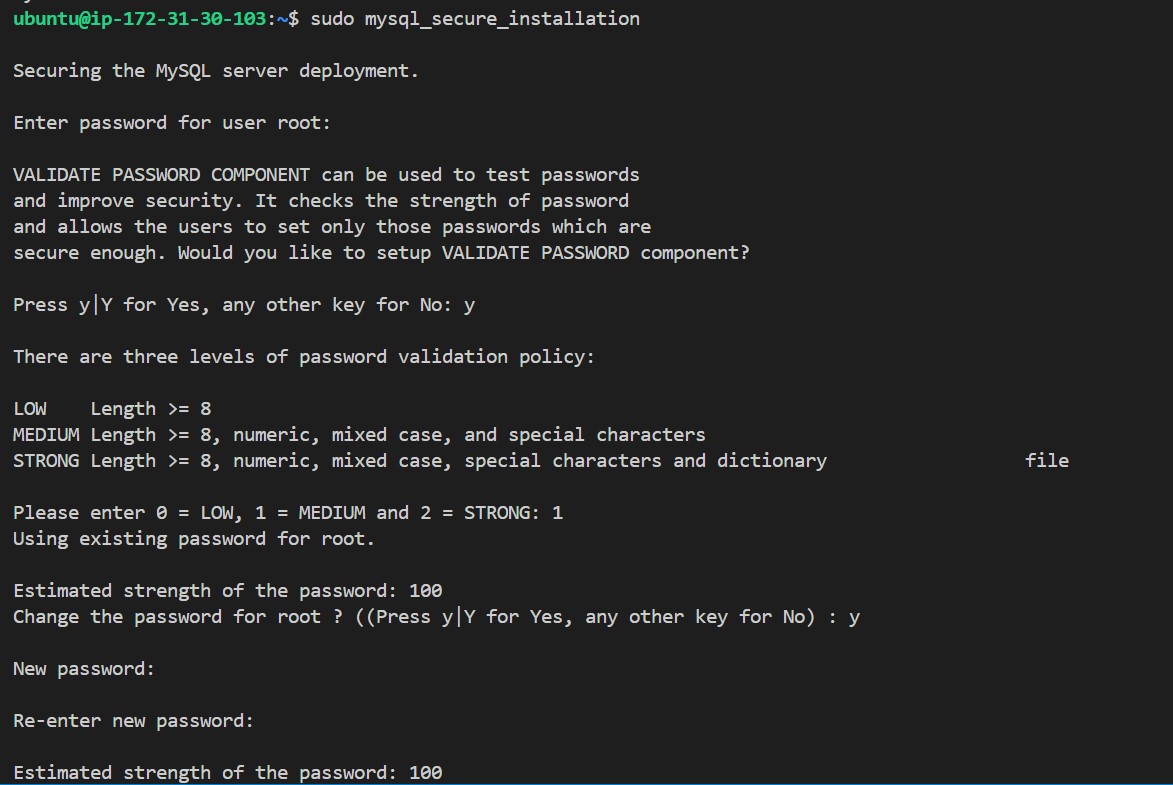 ubuntu@ip-172-31-30-103:~$ sudo mysql_secure_installation
Securing the MySQL server deployment.
Enter password for user root:
VALIDATE PASSWORD COMPONENT can be used to test passwords
and improve security. It checks the strength of password
and allows the users to set only those passwords which are
secure enough. Would you like to setup VALIDATE PASSWORD component?
Press y|Y for Yes, any other key for No: y
There are three levels of password validation policy:
LOW    Length >= 8
MEDIUM Length >= 8, numeric, mixed case, and special characters
STRONG Length >= 8, numeric, mixed case, special characters and dictionary                  file
Please enter 0 = LOW, 1 = MEDIUM and 2 = STRONG: 1
Using existing password for root.
Estimated strength of the password: 100
Change the password for root ? ((Press y|Y for Yes, any other key for No) : y
New password:
Re-enter new password:
Estimated strength of the password: 100